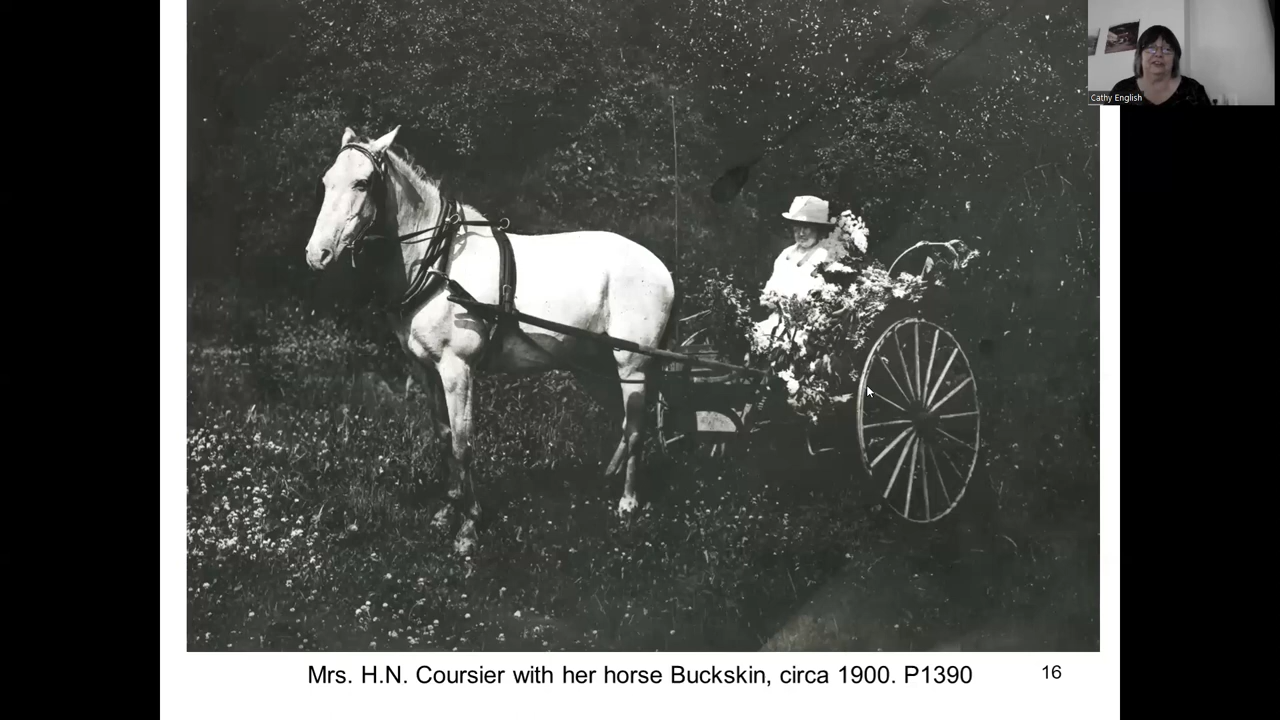 Cathy English
Mrs. H.N. Coursier with her horse Buckskin, circa 1900. P1390
16